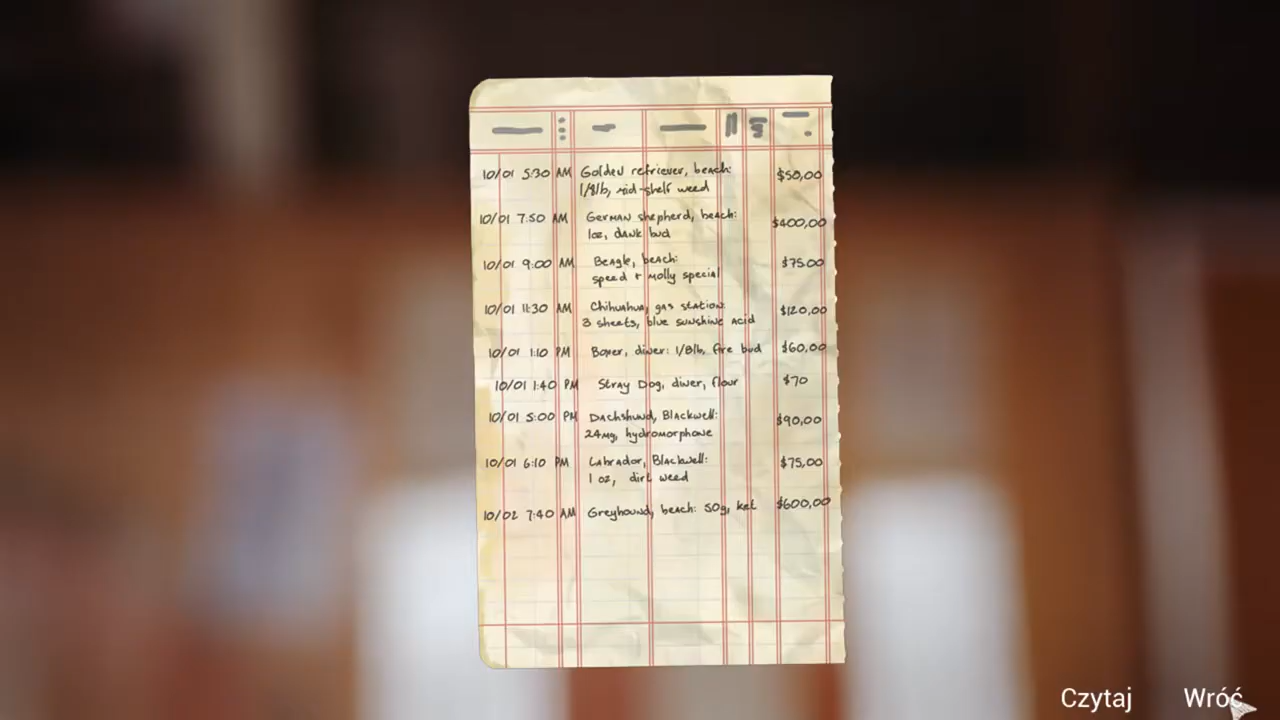 10/01 5:30 AM Golden retriever, beach: $50,00
1/8lb, mid-shelf weed
10/01 7:50 AM German shepherd, beach: $400,00
1oz, dank bud
10/01 9:00 AM Beagle, beach: $75.00
speed + molly special
10/01 11:30 AM Chihuahua, gas station: $120,00
3 sheets, blue sunshine acid
10/01 1:10 PM Boxer, diner: 1/8lb, fire bud $60,00
10/01 1:40 PM Stray Dog, diner, flour $70
10/01 5:00 PM Dachshund, Blackwell: $90,00
24mg, hydromorphone
10/01 6:10 PM Labrador, Blackwell: $75,00
1 oz, dirt weed
10/02 7:40 AM Greyhound, beach: 50g, ket $600,00
Czytaj Wróć